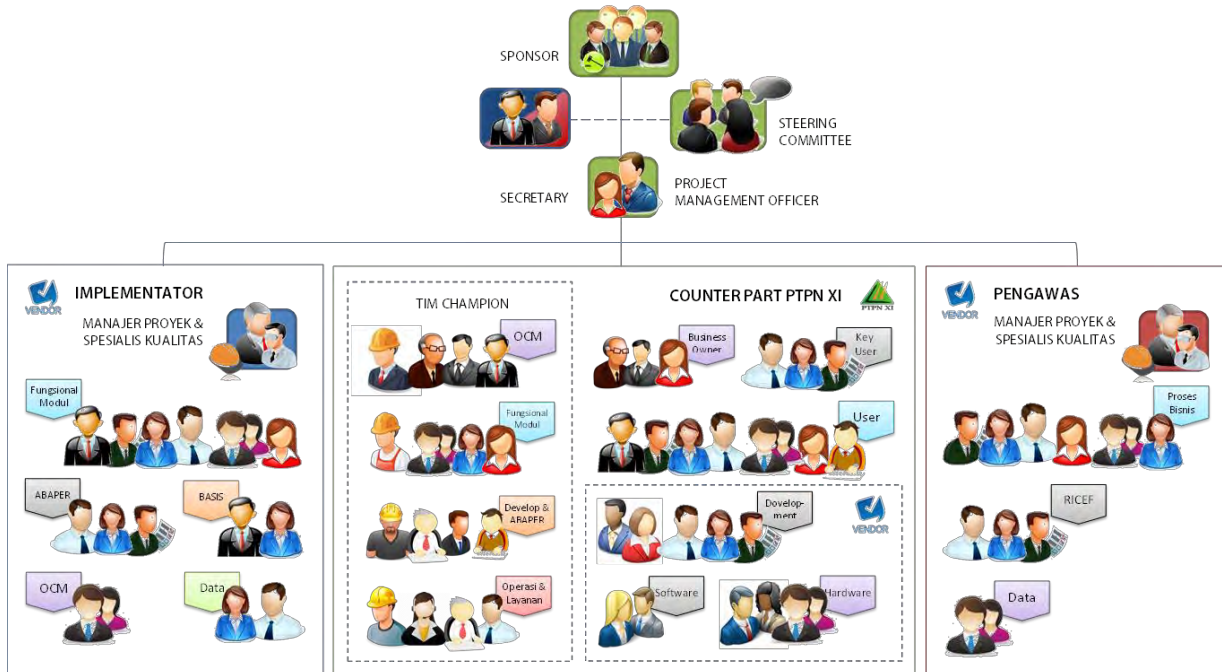 SPONSOR
STEERING
COMMITTEE
SECRETARY
PROJECT
MANAGEMENT OFFICER
VENDOR
IMPLEMENTATOR
MANAJER PROYEK &
SPESIALIS KUALITAS
Fungsional
Modul
ABAPER
BASIS
OCM
Data
TIM CHAMPION
OCM
Fungsional
Modul
Develop &
ABAPER
Operasi &
Layanan
COUNTER PART PTPN XI
PTPN XI
Business
Owner
Key
User
User
Develop-
ment
VENDOR
Software
Hardware
VENDOR
PENGAWAS
MANAJER PROYEK &
SPESIALIS KUALITAS
Proses
Bisnis
RICEF
Data